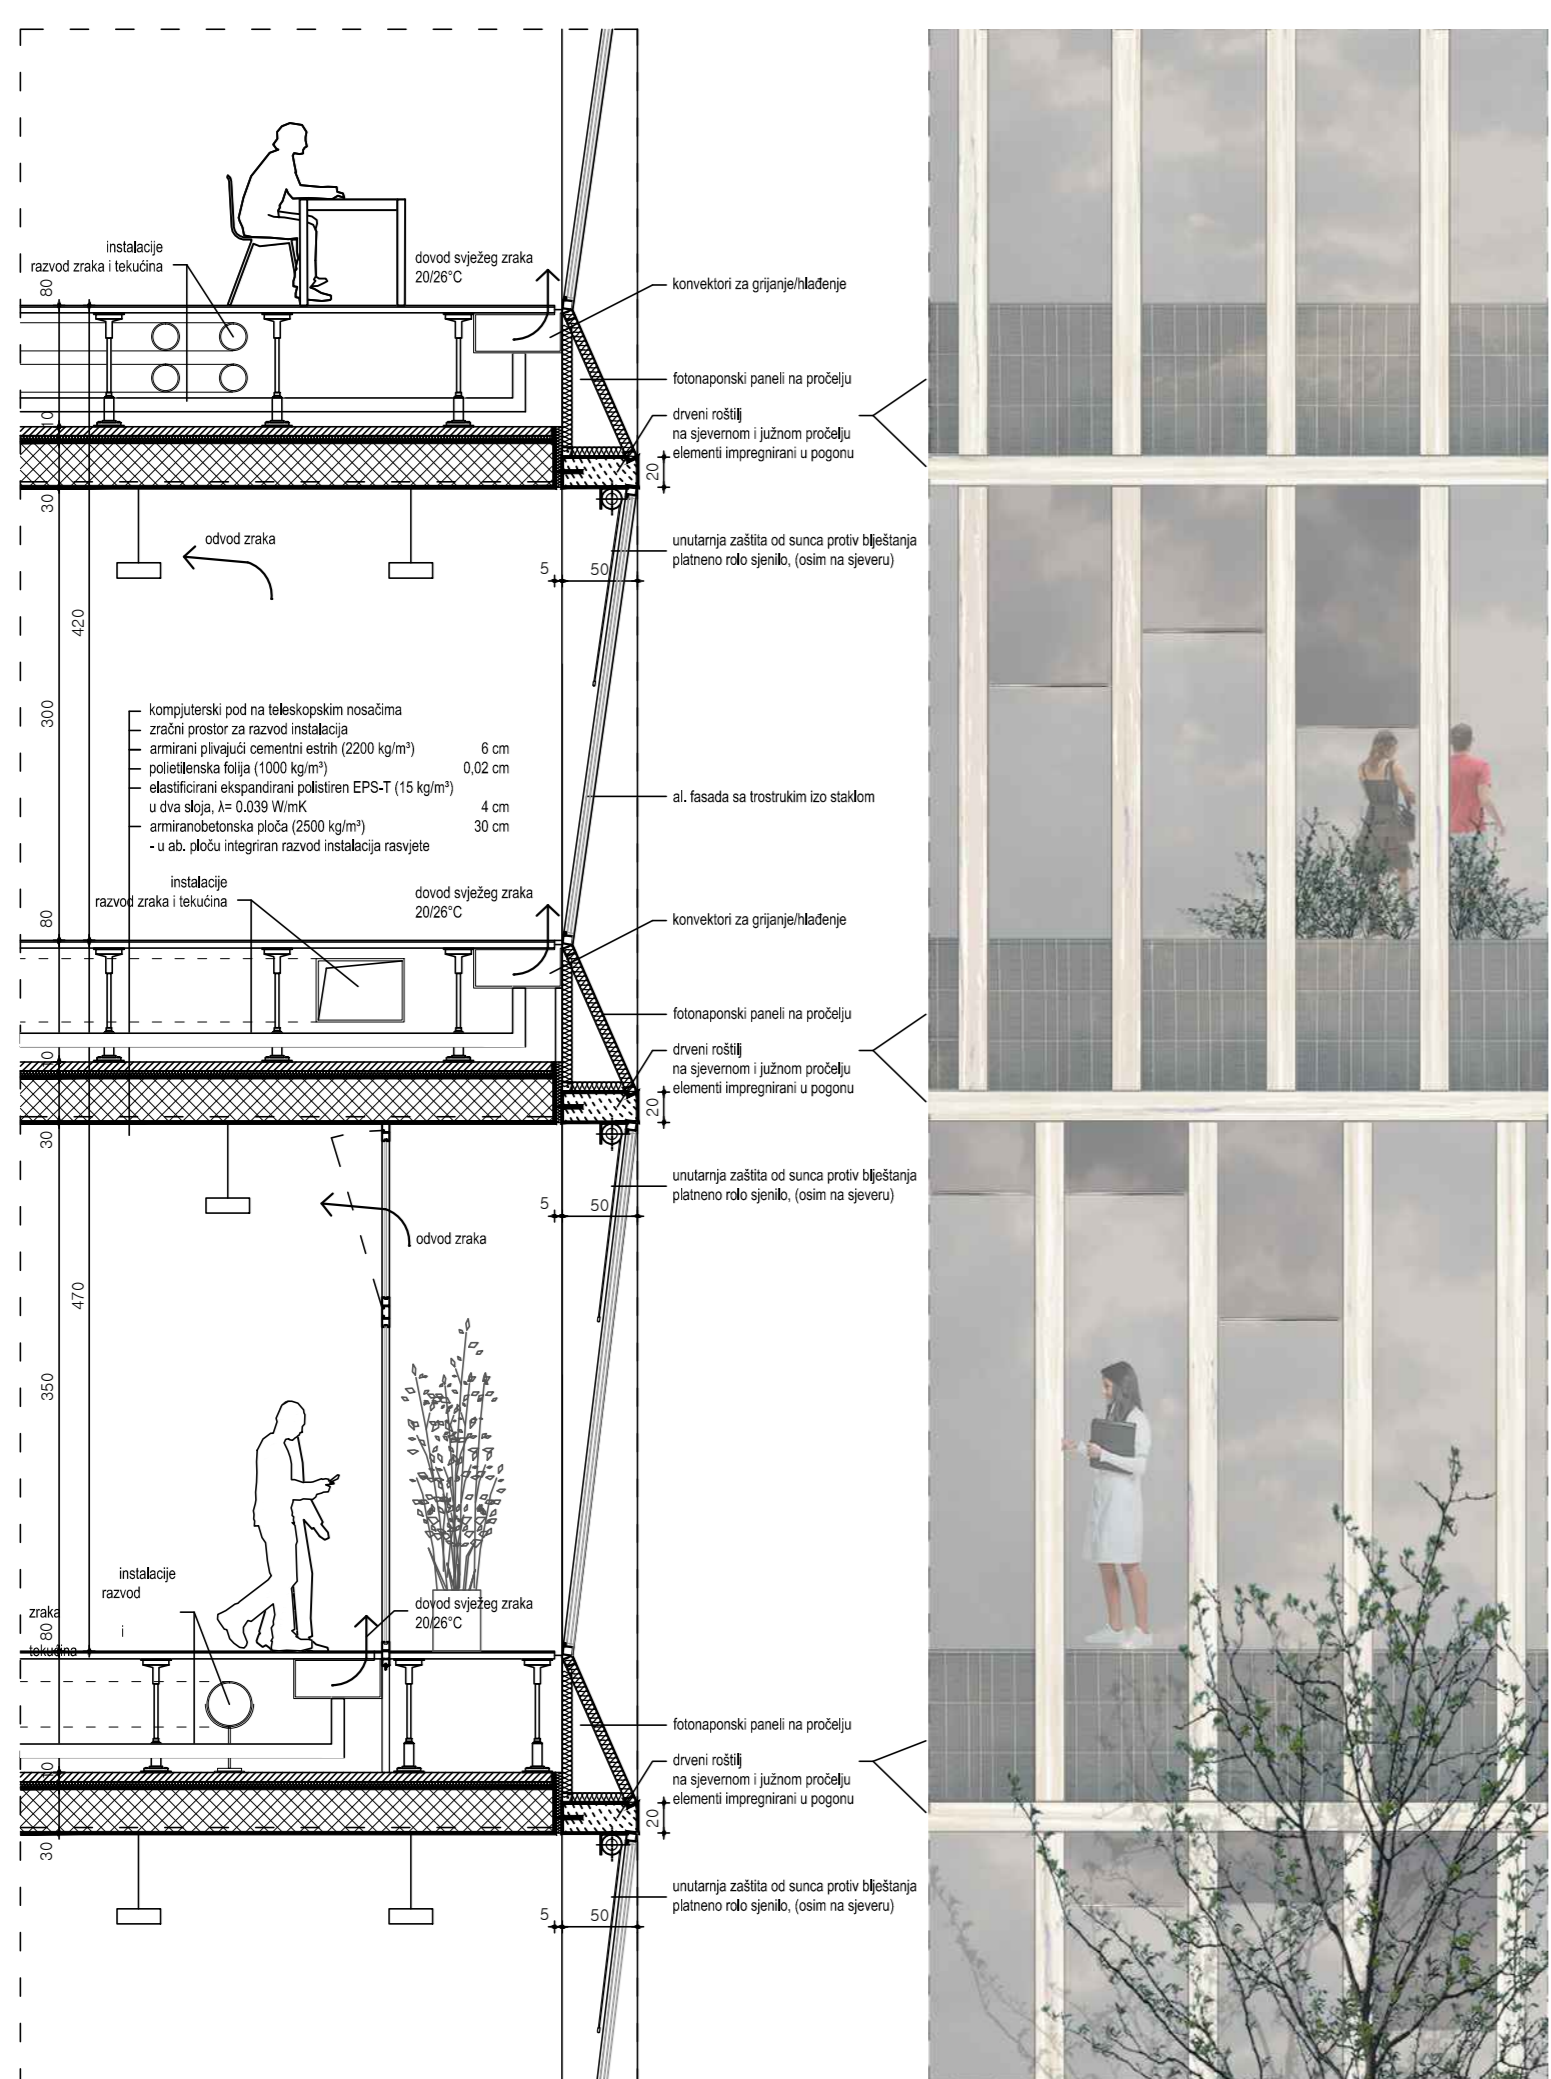 instalacije
razvod zraka i tekućina
dovod svježeg zraka
20/26°C
konvektori za grijanje/hlađenje
80
fotonaponski paneli na pročelju
10
drveni roštilj
na sjevernom i južnom pročelju
elementi impregnirani u pogonu
20
30
odvod zraka
unutarnja zaštita od sunca protiv blještanja
platneno rolo sjenilo, (osim na sjeveru)
5
50
420
300
kompjuterski pod na teleskopskim nosačima
zračni prostor za razvod instalacija
armirani plivajući cementni estrih (2200 kg/m³) 6 cm
polietilenska folija (1000 kg/m³) 0,02 cm
elastificirani ekspandirani polistiren EPS-T (15 kg/m³)
u dva sloja, λ= 0.039 W/mK 4 cm
armiranobetonska ploča (2500 kg/m³) 30 cm
- u ab. ploču integriran razvod instalacija rasvjete
al. fasada sa trostrukim izo staklom
instalacije
razvod zraka i tekućina
dovod svježeg zraka
20/26°C
80
konvektori za grijanje/hlađenje
fotonaponski paneli na pročelju
10
drveni roštilj
na sjevernom i južnom pročelju
elementi impregnirani u pogonu
20
30
unutarnja zaštita od sunca protiv blještanja
platneno rolo sjenilo, (osim na sjeveru)
5
50
odvod zraka
470
350
instalacije
razvod
zraka
i
tekućina
80
dovod svježeg zraka
20/26°C
fotonaponski paneli na pročelju
10
drveni roštilj
na sjevernom i južnom pročelju
elementi impregnirani u pogonu
20
30
unutarnja zaštita od sunca protiv blještanja
platneno rolo sjenilo, (osim na sjeveru)
5
50